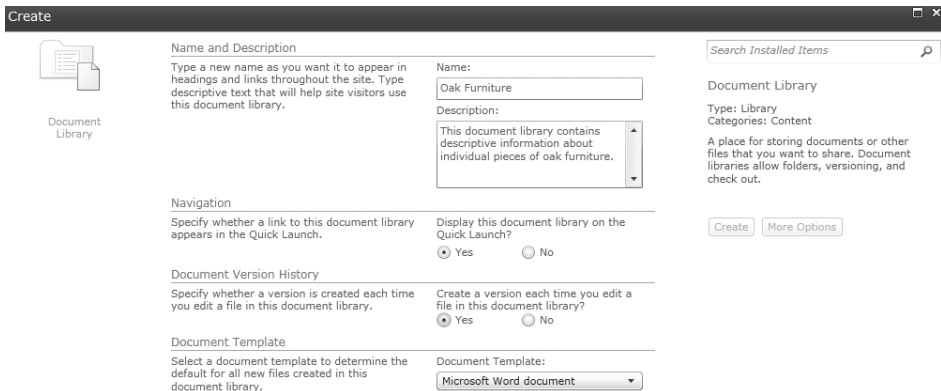 Create
Document
Library
Name and Description
Type a new name as you want it to appear in
headings and links throughout the site. Type
descriptive text that will help site visitors use
this document library.
Name:
Oak Furniture
Description:
This document library contains
descriptive information about
individual pieces of oak furniture.
Navigation
Specify whether a link to this document library
appears in the Quick Launch.
Display this document library on the
Quick Launch?
Yes
No
Document Version History
Specify whether a version is created each time
you edit a file in this document library.
Create a version each time you edit a
file in this document library?
Yes
No
Document Template
Select a document template to determine the
default for all new files created in this
document library.
Document Template:
Microsoft Word document
Search Installed Items
Document Library
Type: Library
Categories: Content
A place for storing documents or other
files that you want to share. Document
libraries allow folders, versioning, and
check out.
Create
More Options